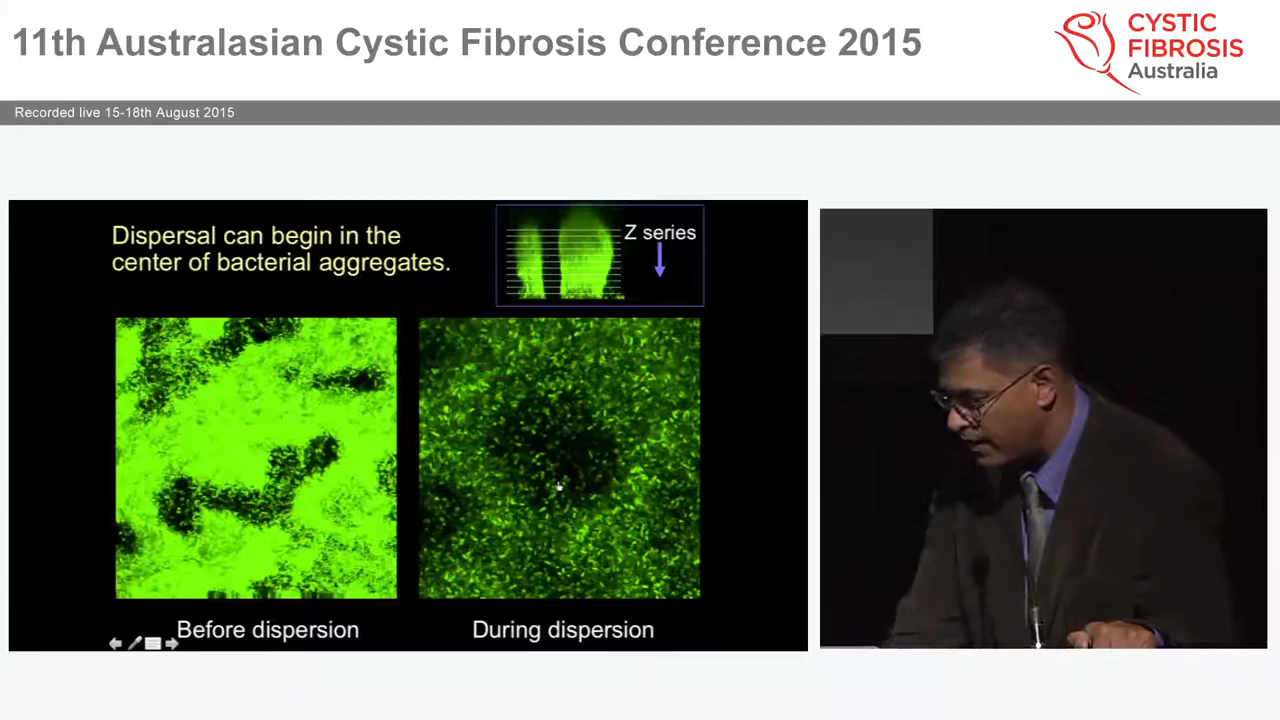 11th Australasian Cystic Fibrosis Conference 2015
CYSTIC
FIBROSIS
Australia
Recorded live 15-18th August 2015
Dispersal can begin in the
center of bacterial aggregates.
Z series
Before dispersion
During dispersion